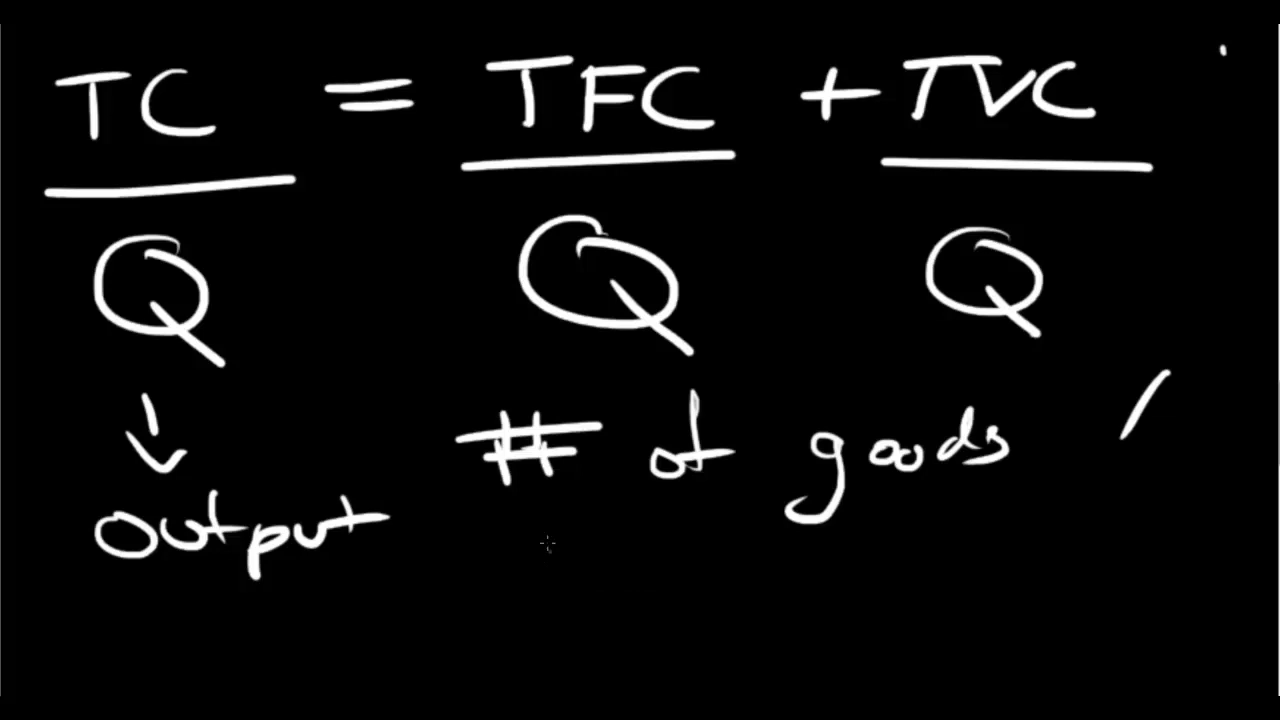 TC = TFC + TVC
Q Q Q
# of goods /
output